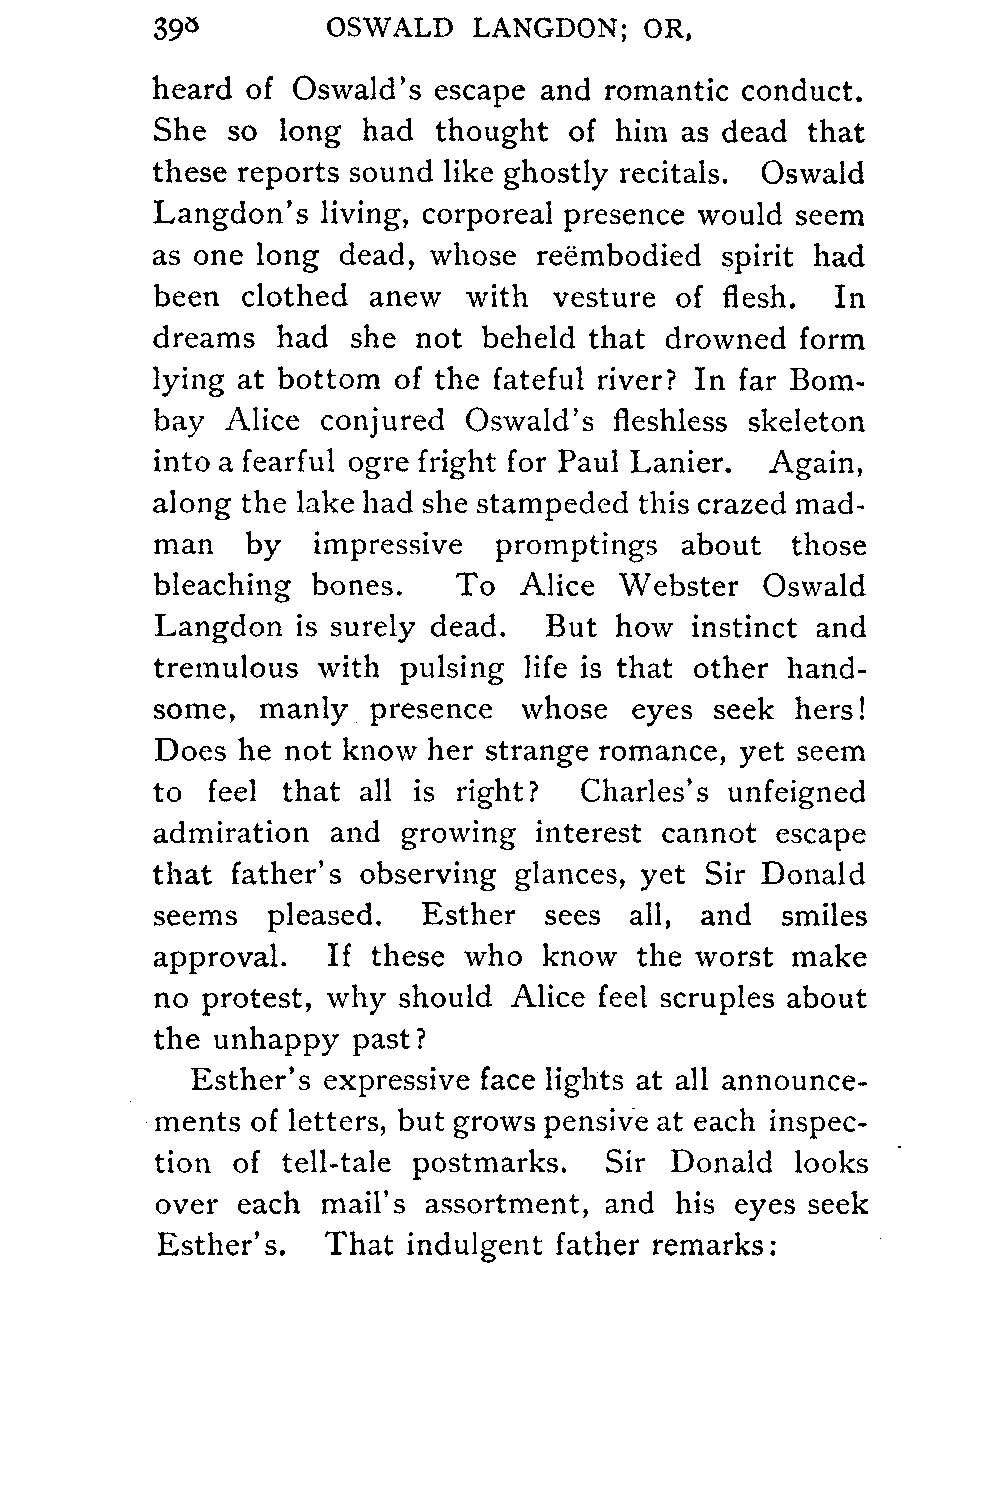 398 OSWALD LANGDON; OR,
heard of Oswald's escape and romantic conduct.
She so long had thought of him as dead that
these reports sound like ghostly recitals. Oswald
Langdon's living, corporeal presence would seem
as one long dead, whose reëmbodied spirit had
been clothed anew with vesture of flesh. In
dreams had she not beheld that drowned form
lying at bottom of the fateful river? In far Bom-
bay Alice conjured Oswald's fleshless skeleton
into a fearful ogre fright for Paul Lanier. Again,
along the lake had she stampeded this crazed mad-
man by impressive promptings about those
bleaching bones. To Alice Webster Oswald
Langdon is surely dead. But how instinct and
tremulous with pulsing life is that other hand-
some, manly presence whose eyes seek hers!
Does he not know her strange romance, yet seem
to feel that all is right? Charles's unfeigned
admiration and growing interest cannot escape
that father's observing glances, yet Sir Donald
seems pleased. Esther sees all, and smiles
approval. If these who know the worst make
no protest, why should Alice feel scruples about
the unhappy past?
Esther's expressive face lights at all announce-
ments of letters, but grows pensive at each inspec-
tion of tell-tale postmarks. Sir Donald looks
over each mail's assortment, and his eyes seek
Esther's. That indulgent father remarks: